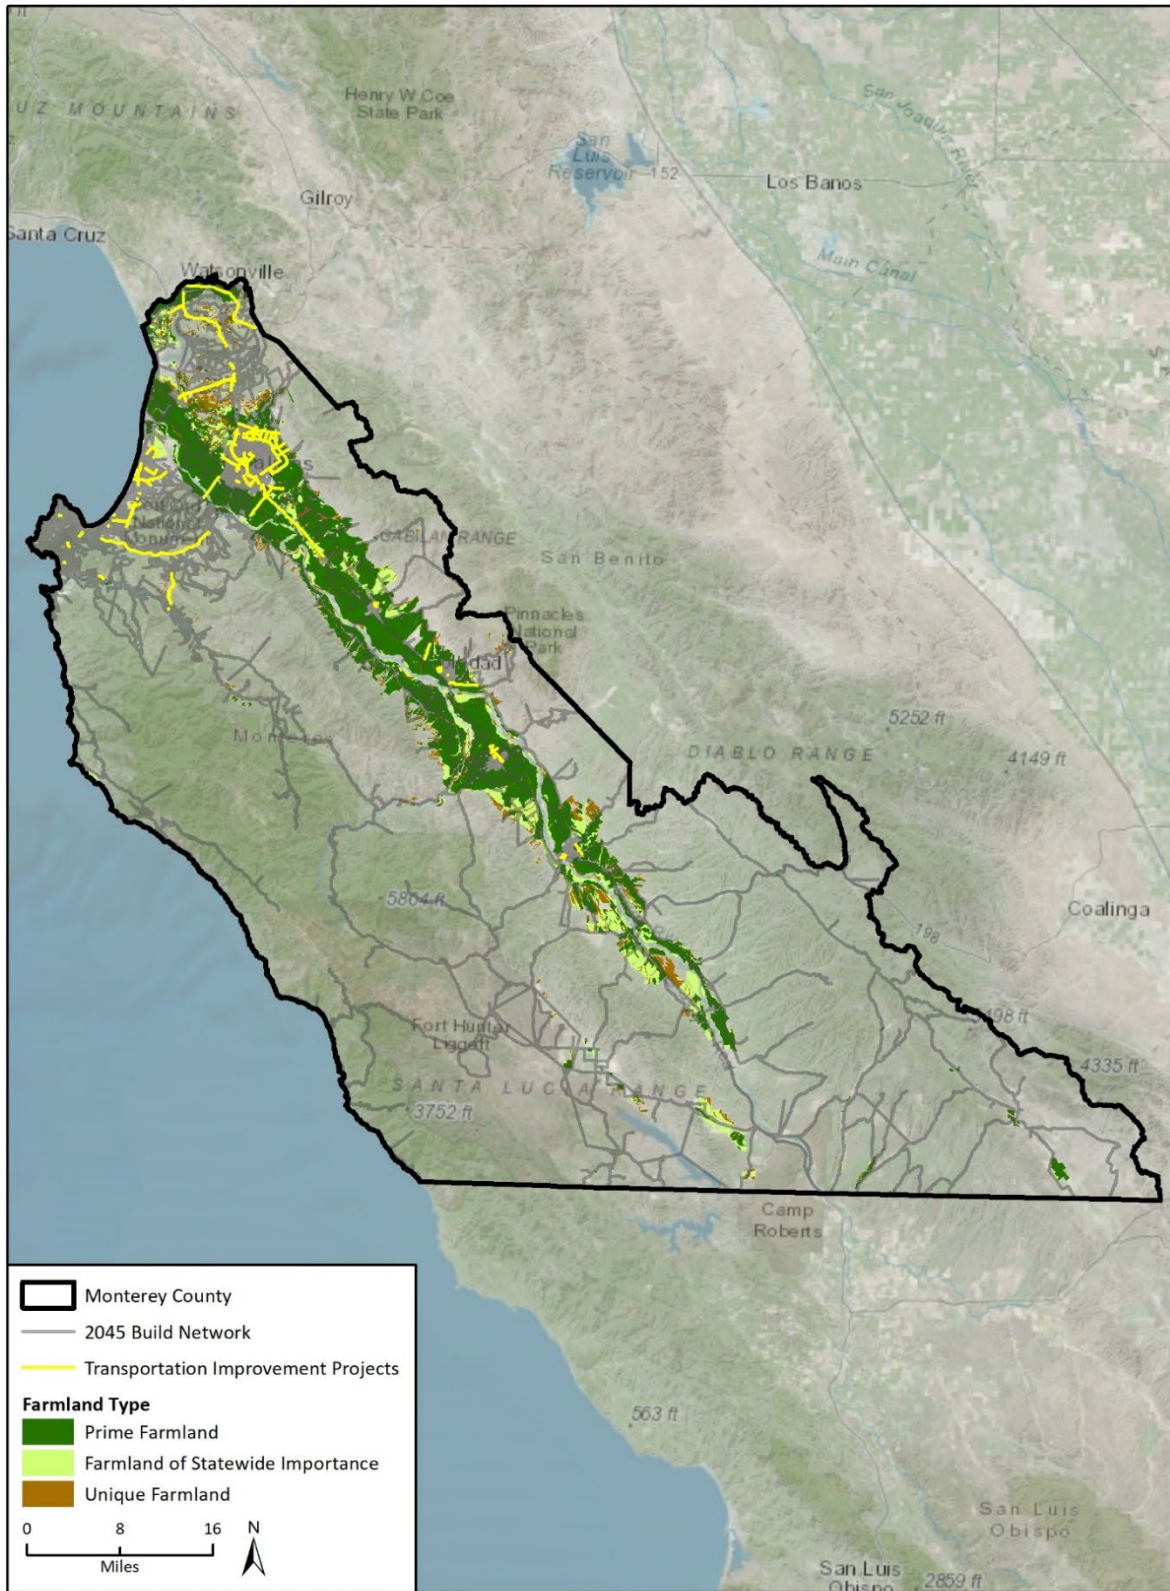 Henry W Coe
State Park
UZ MOUNTAINS
San Joaquin River
San
Luis
Reservoir
152
Los Banos
Gilroy
Santa Cruz
Main Canal
Watsonville
National
Monument
GABILAN RANGE
San Benito
Pinnacles
National
Park
5252 ft
DIABLO RANGE
4149 ft
5864 ft
Coalinga
198
Fort Hunter
Liggett
4335 ft
SANTA LUCIA RANGE
3752 ft
Camp
Roberts
Monterey County
2045 Build Network
Transportation Improvement Projects
Farmland Type
Prime Farmland
Farmland of Statewide Importance
Unique Farmland
0 8 16
Miles
N
563 ft
San Luis
Obispo
San Luis
Obispo
2859 ft